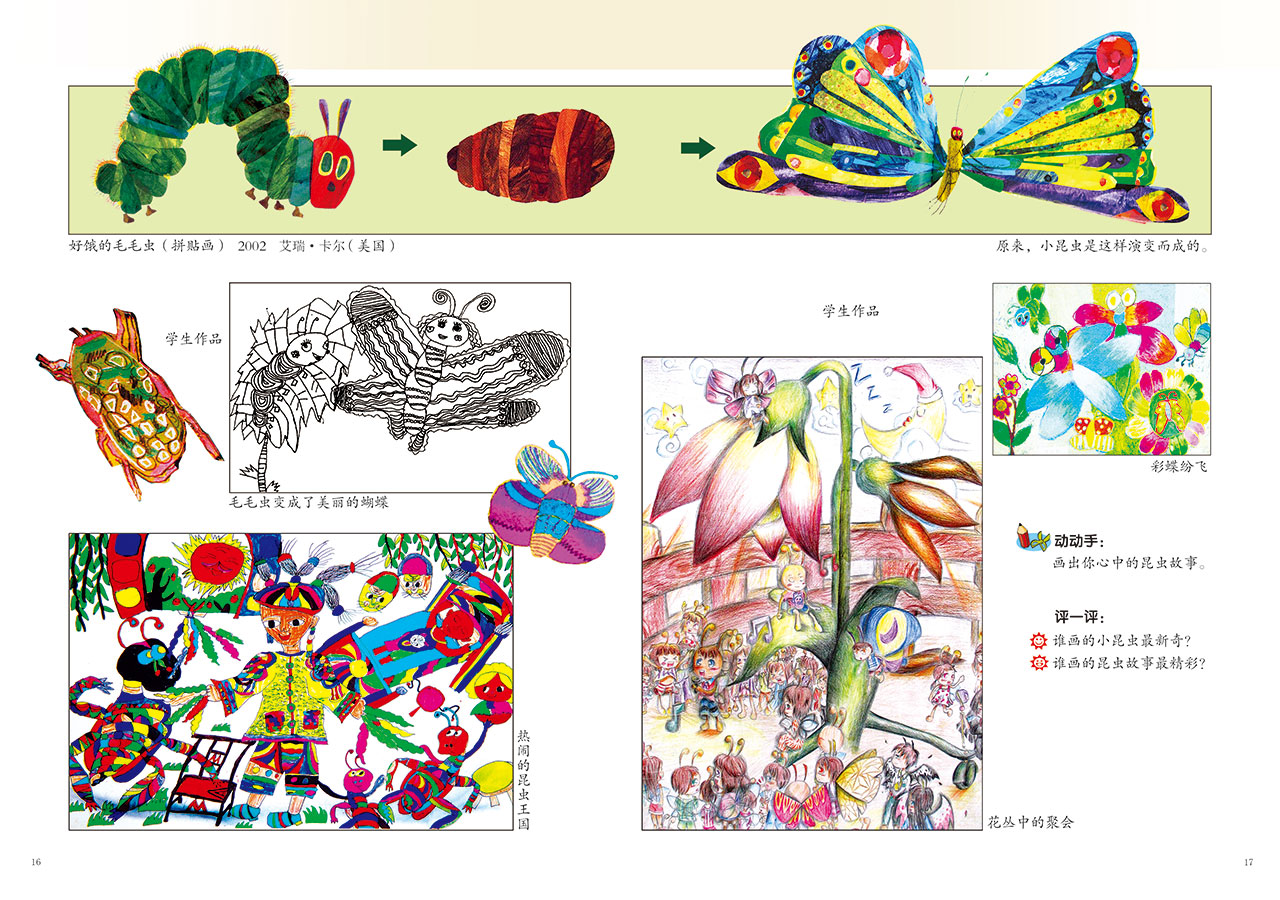 好饿的毛毛虫（拼贴画） 2002 艾瑞·卡尔（美国）
原来，小昆虫是这样演变而成的。
学生作品
毛毛虫变成了美丽的蝴蝶
热闹的昆虫王国
16
学生作品
Z Z Z Z
彩蝶纷飞
动动手：
画出你心中的昆虫故事。
评一评：
谁画的小昆虫最新奇？
谁画的昆虫故事最精彩？
花丛中的聚会
17